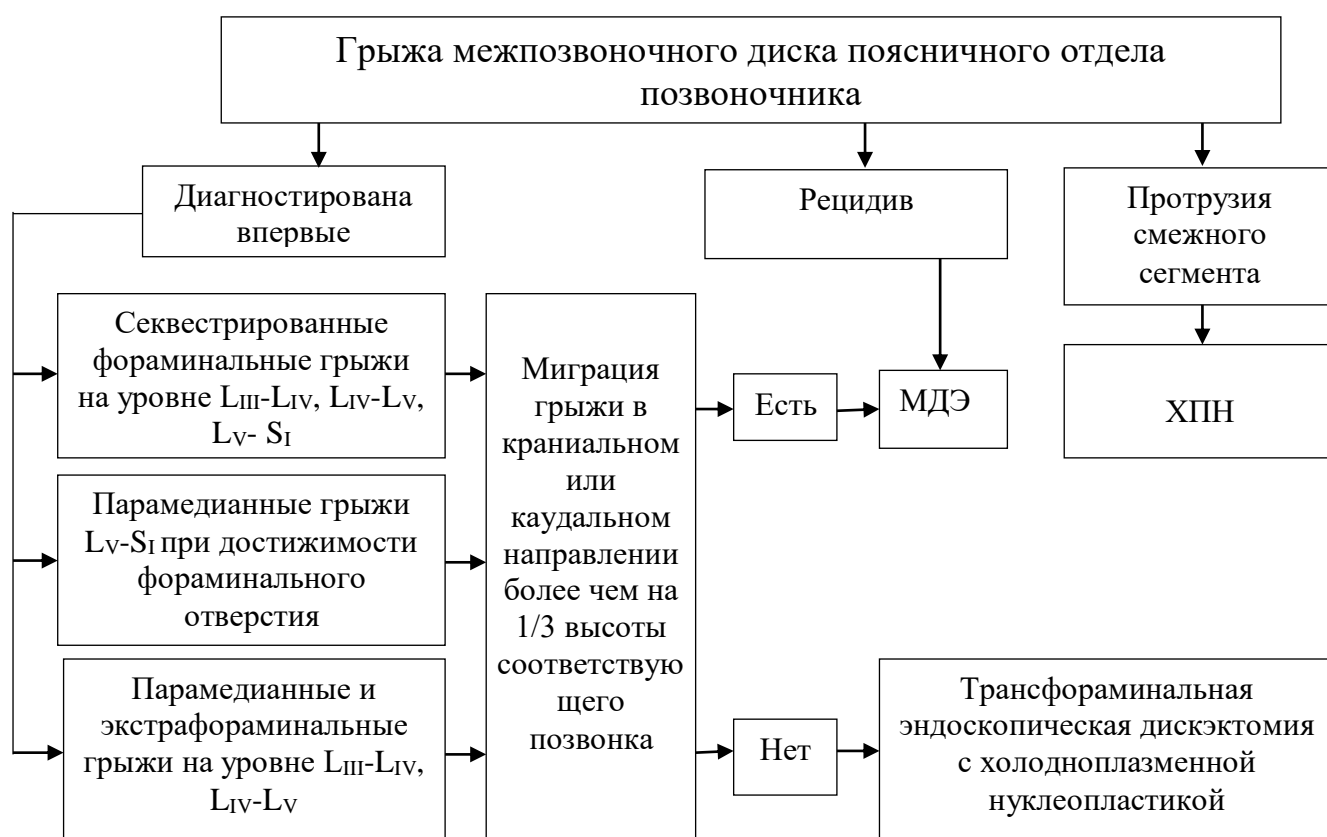 Грыжа межпозвоночного диска поясничного отдела
позвоночника
Диагностирована
впервые
Рецидив
Протрузия
смежного
сегмента
Секвестрированные
фораминальные грыжи
на уровне LIII-LIV, LIV-LV,
LV- SI
Миграция
грыжи в
краниальном
или
каудальном
направлении
более чем на
1/3 высоты
соответствую
щего
позвонка
Есть
МДЭ
ХПН
Парамедианные грыжи
LV-SI при достижимости
фораминального
отверстия
Парамедианные и
экстрафораминальные
грыжи на уровне LIII-LIV,
LIV-LV
Нет
Трансфораминальная
эндоскопическая дискэктомия
с холодноплазменной
нуклеопластикой